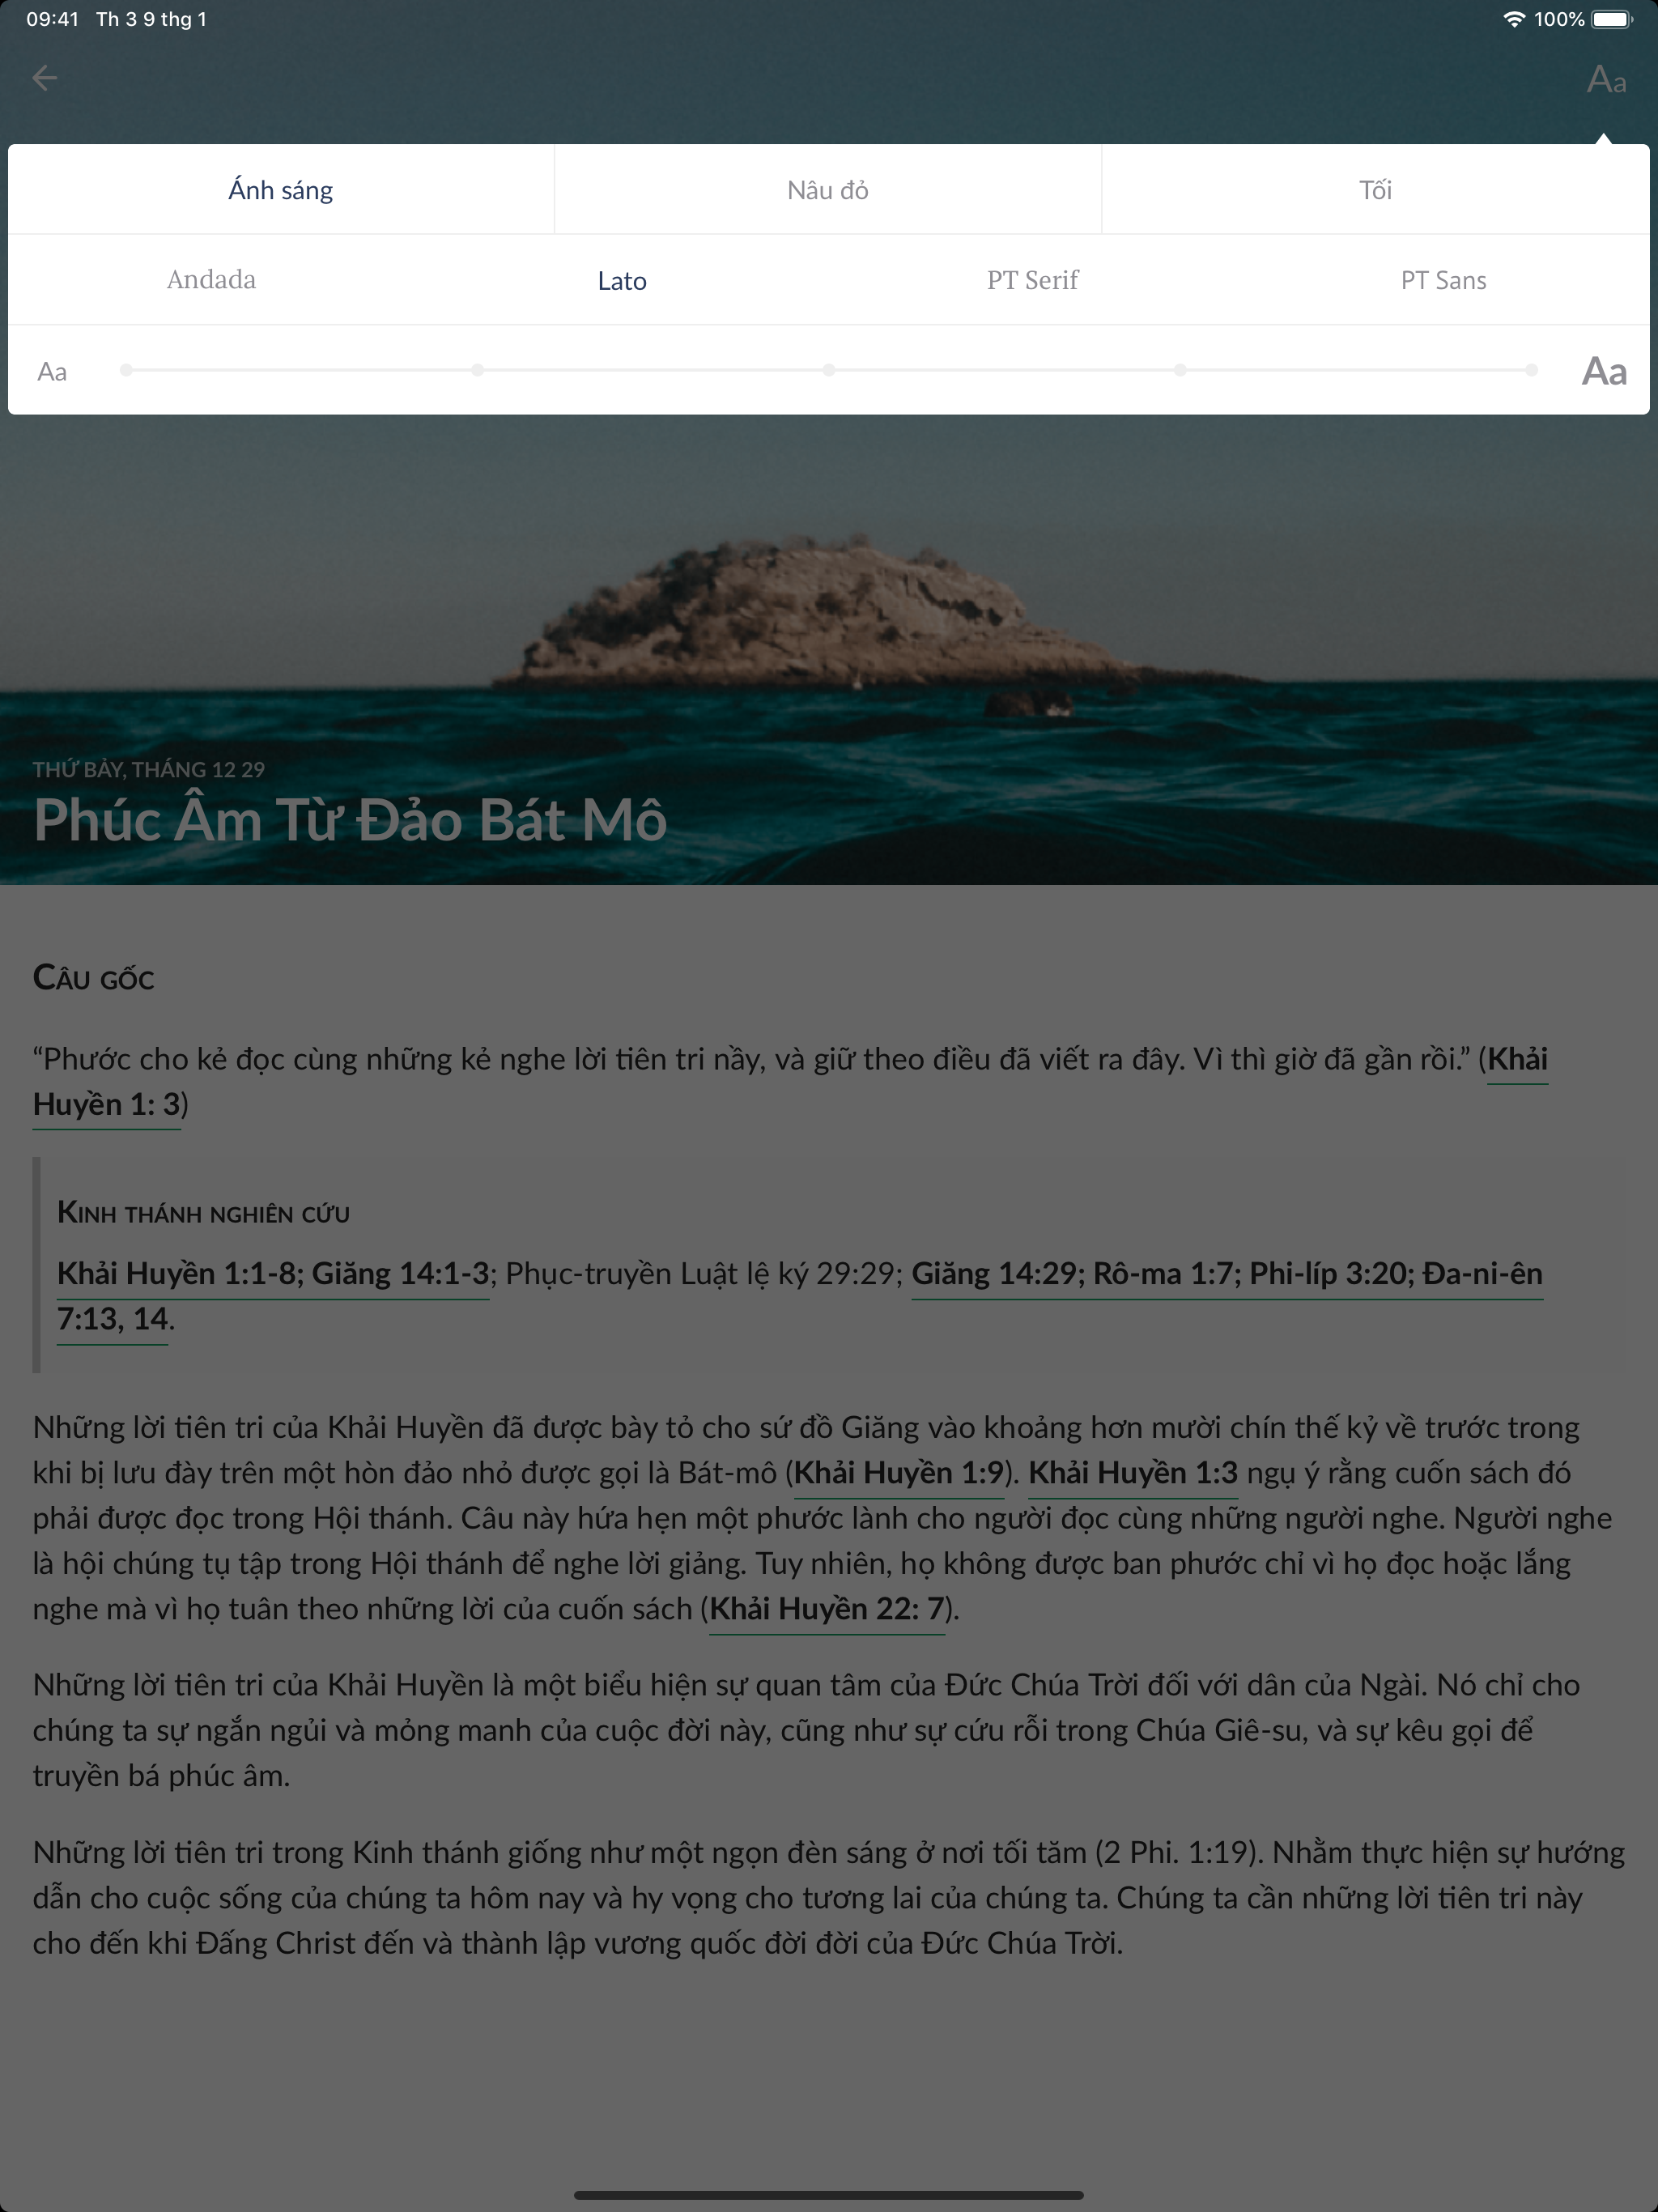 09:41 Th 3 9 thg 1 100%
Aa
Ánh sáng Nâu đỏ Tối
Andada Lato PT Serif PT Sans
Aa Aa
THỨ BẢY, THÁNG 12 29
Phúc Âm Từ Đảo Bát Mô
Câu gốc
“Phước cho kẻ đọc cùng những kẻ nghe lời tiên tri nầy, và giữ theo điều đã viết ra đây. Vì thì giờ đã gần rồi.” (Khải
Huyền 1: 3)
Kinh thánh nghiên cứu
Khải Huyền 1:1-8; Giăng 14:1-3; Phục-truyền Luật lệ ký 29:29; Giăng 14:29; Rô-ma 1:7; Phi-líp 3:20; Đa-ni-ên
7:13, 14.
Những lời tiên tri của Khải Huyền đã được bày tỏ cho sứ đồ Giăng vào khoảng hơn mười chín thế kỷ về trước trong
khi bị lưu đày trên một hòn đảo nhỏ được gọi là Bát-mô (Khải Huyền 1:9). Khải Huyền 1:3 ngụ ý rằng cuốn sách đó
phải được đọc trong Hội thánh. Câu này hứa hẹn một phước lành cho người đọc cùng những người nghe. Người nghe
là hội chúng tụ tập trong Hội thánh để nghe lời giảng. Tuy nhiên, họ không được ban phước chỉ vì họ đọc hoặc lắng
nghe mà vì họ tuân theo những lời của cuốn sách (Khải Huyền 22: 7).
Những lời tiên tri của Khải Huyền là một biểu hiện sự quan tâm của Đức Chúa Trời đối với dân của Ngài. Nó chỉ cho
chúng ta sự ngắn ngủi và mỏng manh của cuộc đời này, cũng như sự cứu rỗi trong Chúa Giê-su, và sự kêu gọi để
truyền bá phúc âm.
Những lời tiên tri trong Kinh thánh giống như một ngọn đèn sáng ở nơi tối tăm (2 Phi. 1:19). Nhằm thực hiện sự hướng
dẫn cho cuộc sống của chúng ta hôm nay và hy vọng cho tương lai của chúng ta. Chúng ta cần những lời tiên tri này
cho đến khi Đấng Christ đến và thành lập vương quốc đời đời của Đức Chúa Trời.